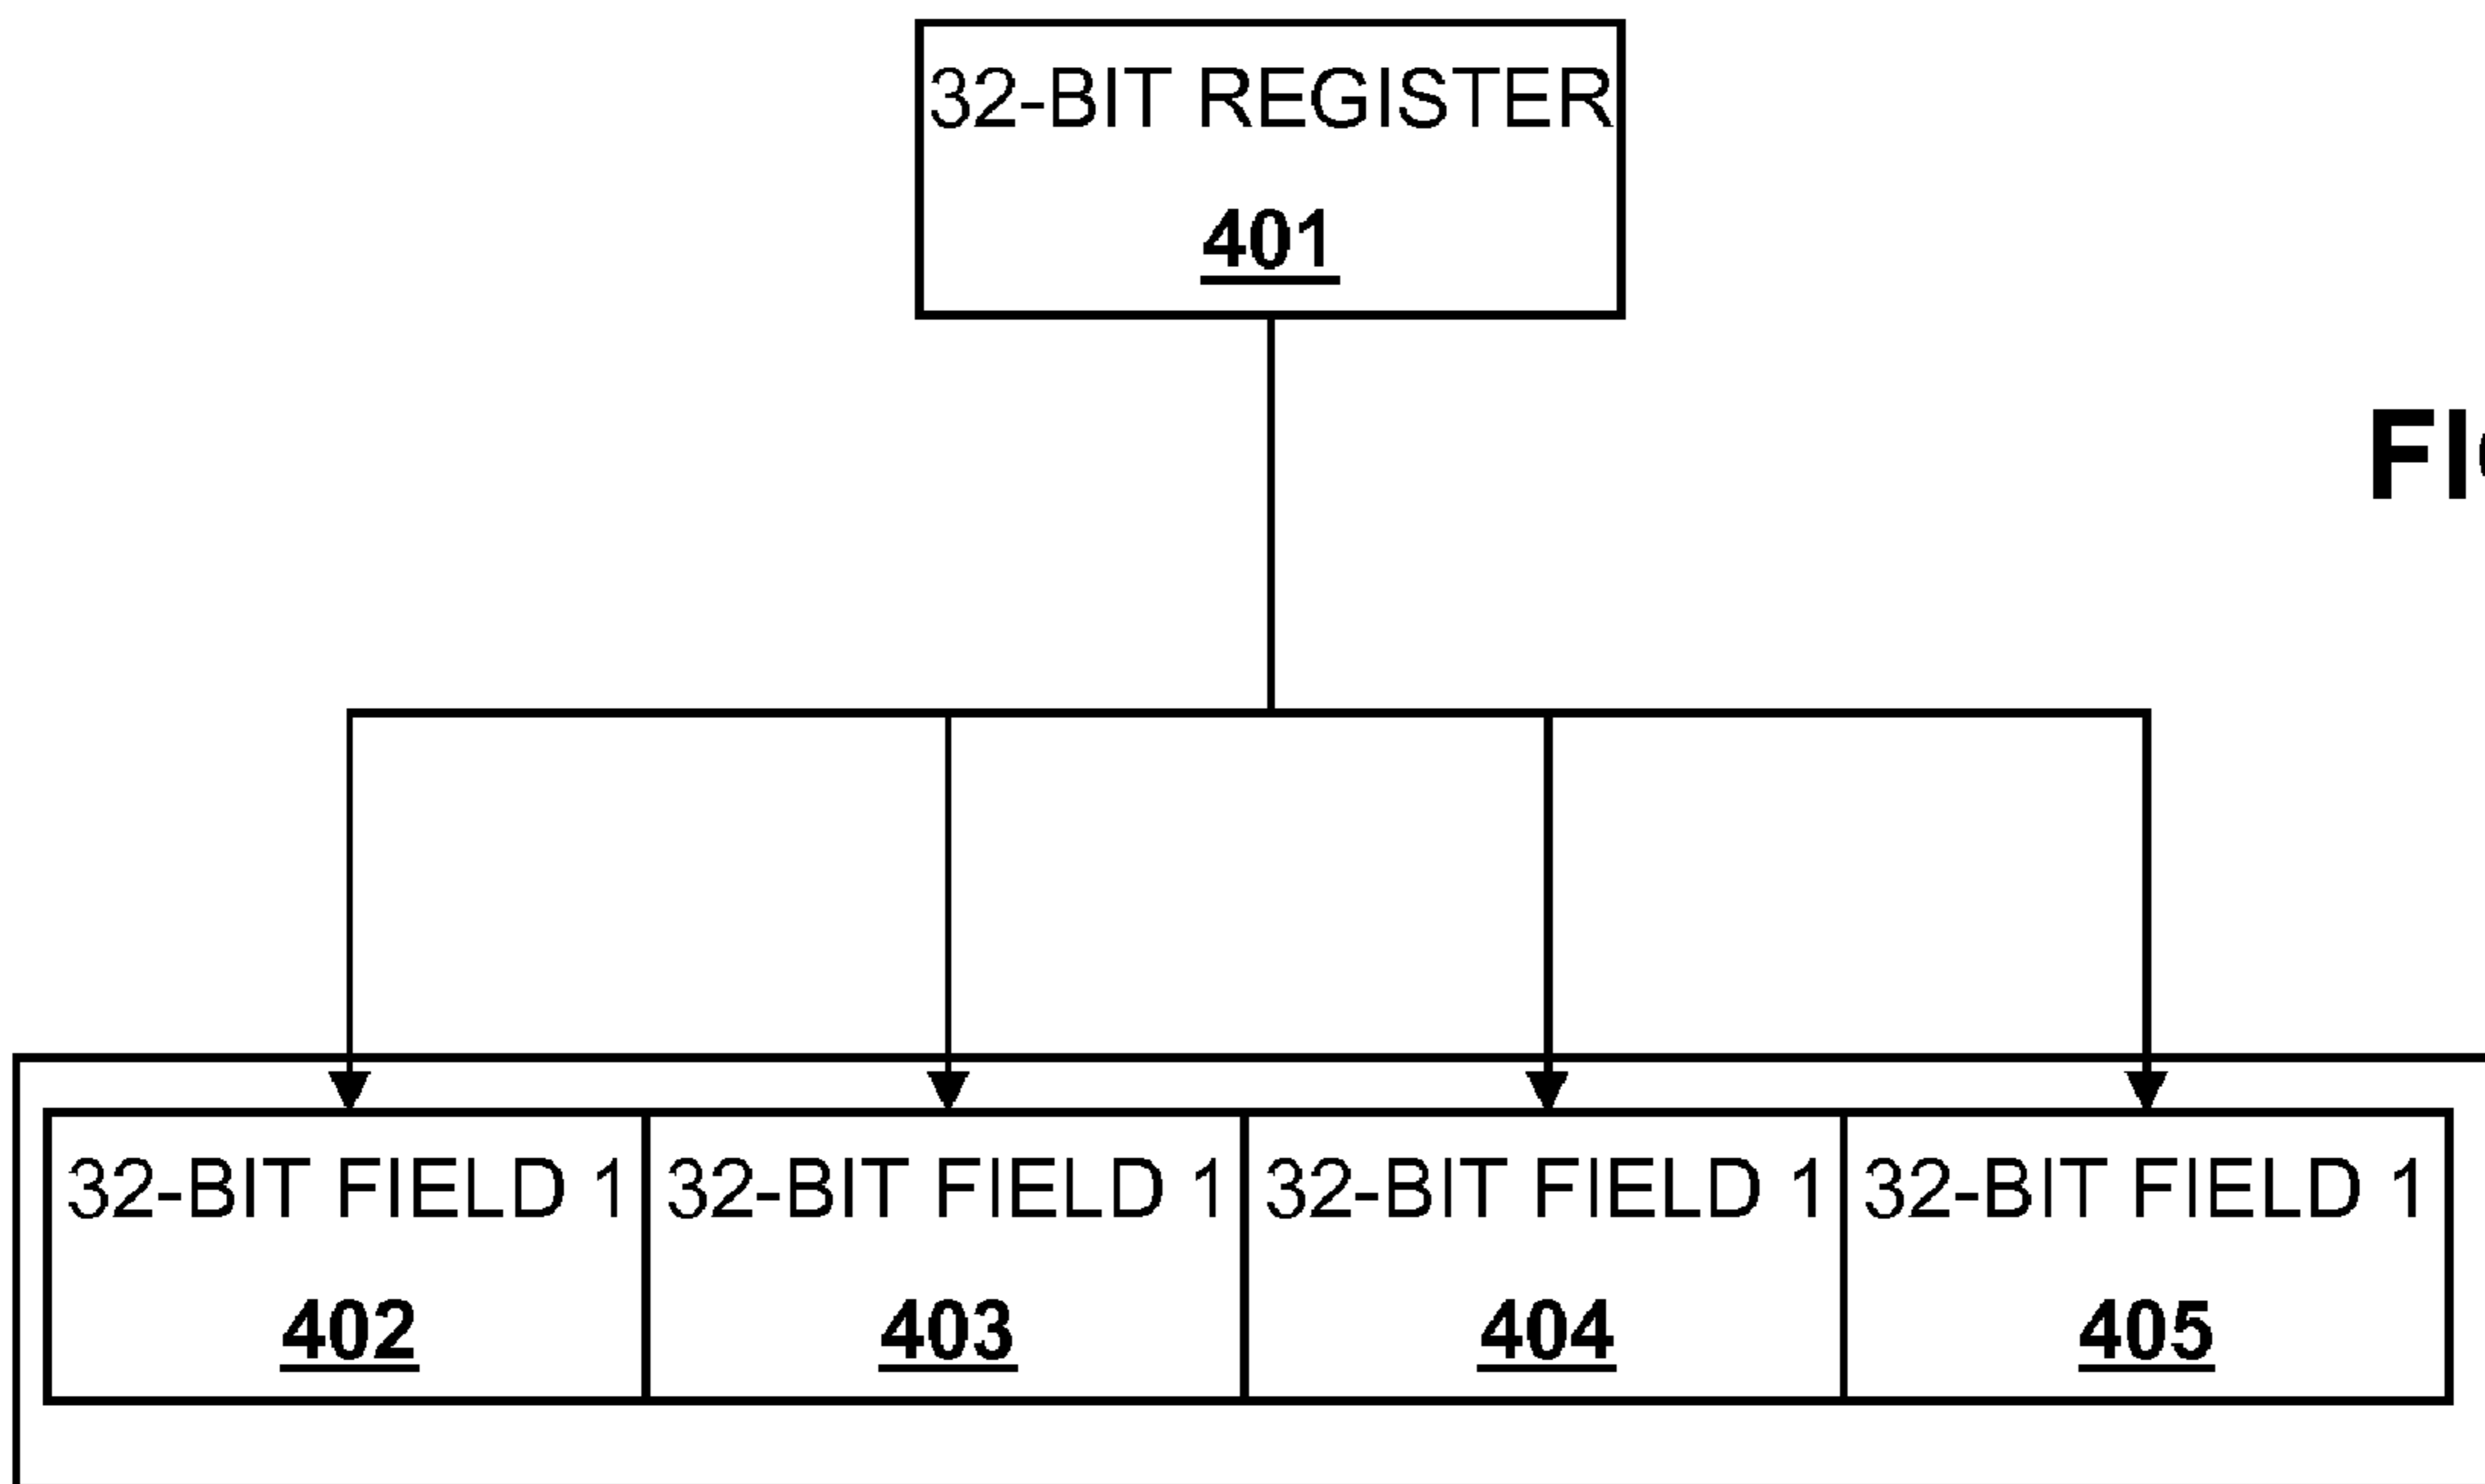 32-BIT REGISTER
401
32-BIT FIELD 1 32-BIT FIELD 1 32-BIT FIELD 1 32-BIT FIELD 1
402 403 404 405